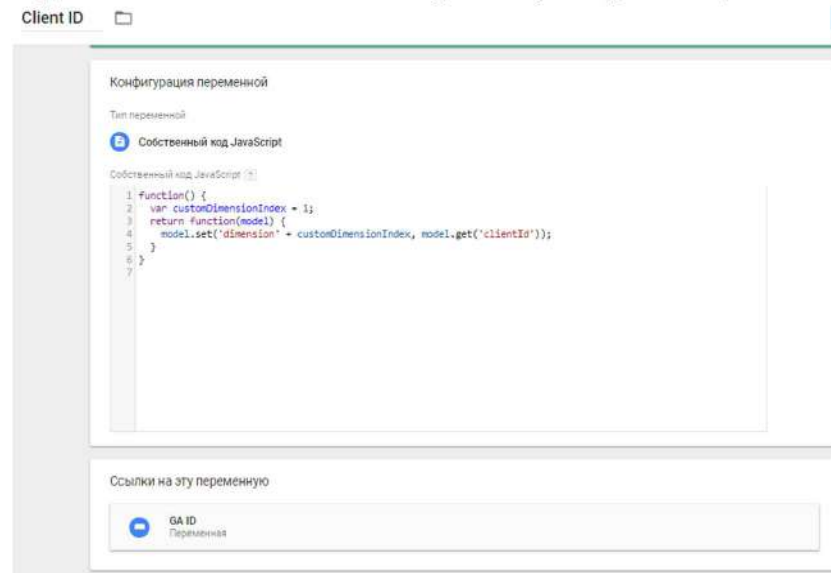 Client ID
Конфигурация переменной
Тип переменной
Собственный код JavaScript
Собственный код JavaScript ?
1 function() {
2 var customDimensionIndex = 1;
3 return function(model) {
4 model.set('dimension' + customDimensionIndex, model.get('clientId'));
5 }
6 }
7
Ссылки на эту переменную
GA ID
Переменная